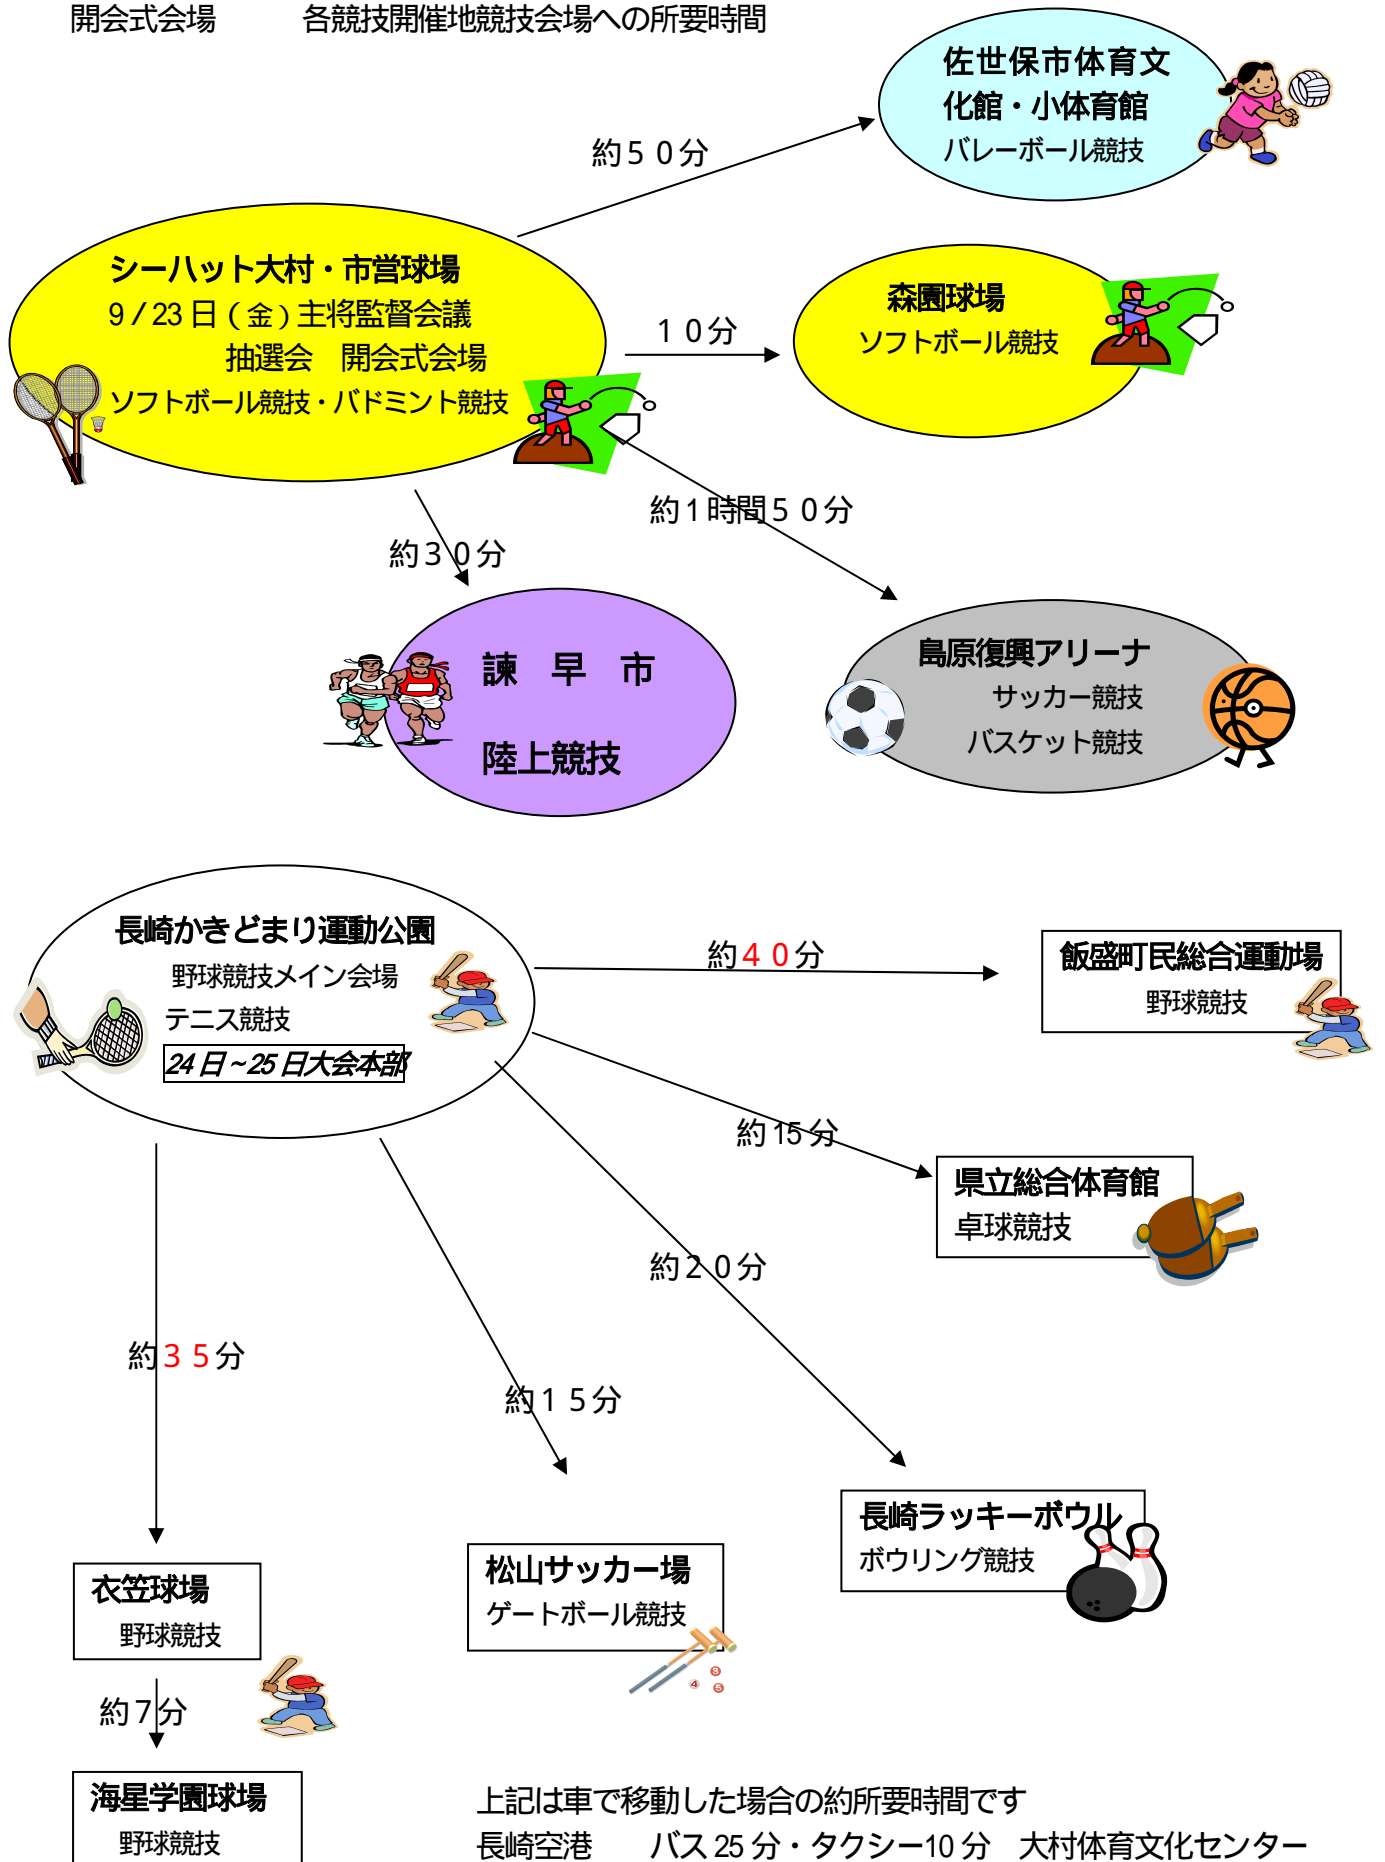 開会式会場　　　各競技開催地競技会場への所要時間
佐世保市体育文
化館・小体育館
バレーボール競技
約５０分
シーハット大村・市営球場
9／23日（金）主将監督会議
抽選会　開会式会場
ソフトボール競技・バドミント競技
１０分
森園球場
ソフトボール競技
約1時間５０分
約３０分
諫　早　市
陸上競技
島原復興アリーナ
サッカー競技
バスケット競技
長崎かきどまり運動公園
野球競技メイン会場
テニス競技
24日~25日大会本部
約４０分
飯盛町民総合運動場
野球競技
約15分
県立総合体育館
卓球競技
約２０分
約３５分
約１５分
長崎ラッキーボウル
ボウリング競技
松山サッカー場
ゲートボール競技
3
4
5
衣笠球場
野球競技
約７分
海星学園球場
野球競技
上記は車で移動した場合の約所要時間です
長崎空港　　バス25分・タクシー10分　大村体育文化センター